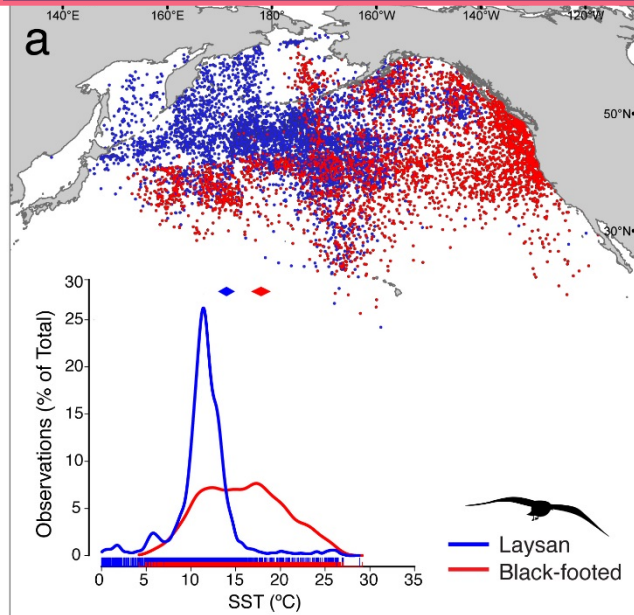 140°E 160°E 180°W 160°W 140°W 120°W
a
50°N
30°N
30
25
20
15
10
5
0
Observations (% of Total)
0 5 10 15 20 25 30 35
SST (ºC)
Laysan
Black-footed